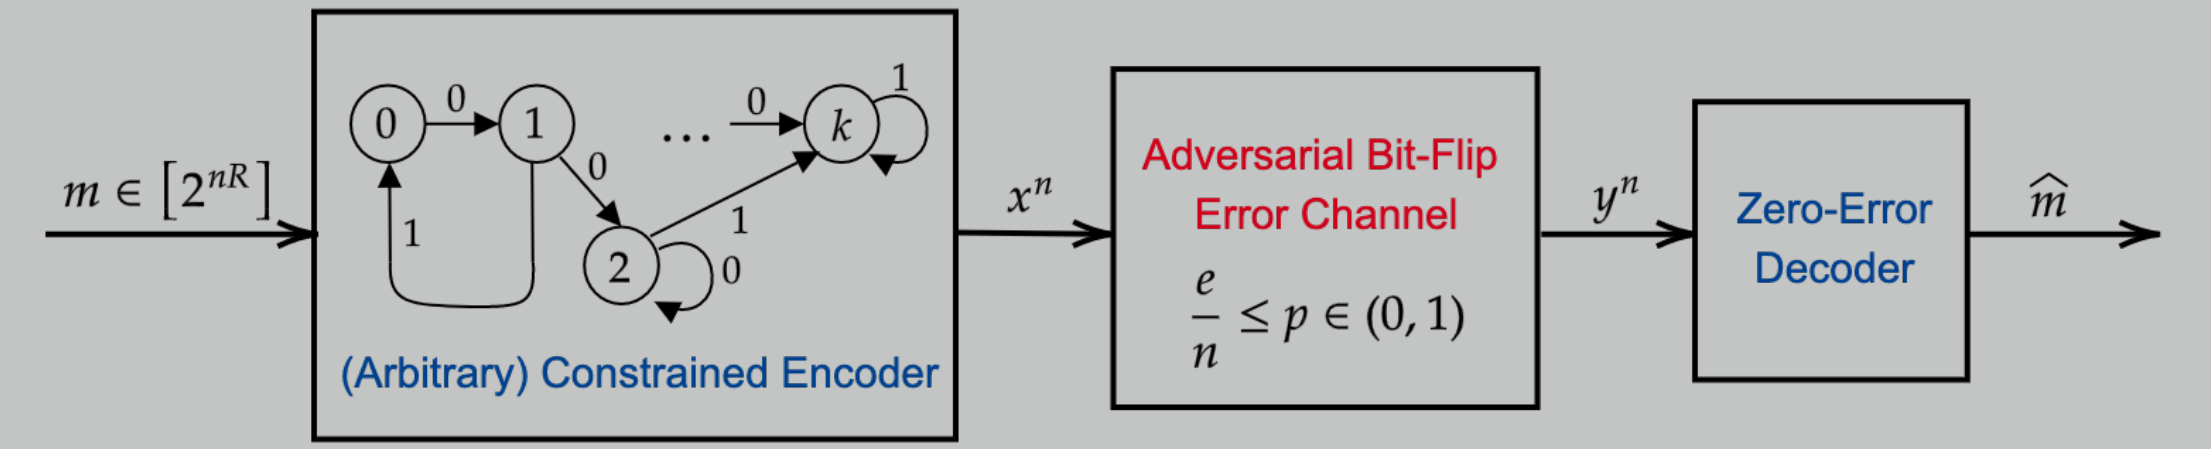 m ∈ [2^{nR}]
0
0
1
1
0
2
1
0
…
0
k
1
(Arbitrary) Constrained Encoder
x^n
Adversarial Bit-Flip
Error Channel
e/n ≤ p ∈ (0, 1)
y^n
Zero-Error
Decoder
m̂